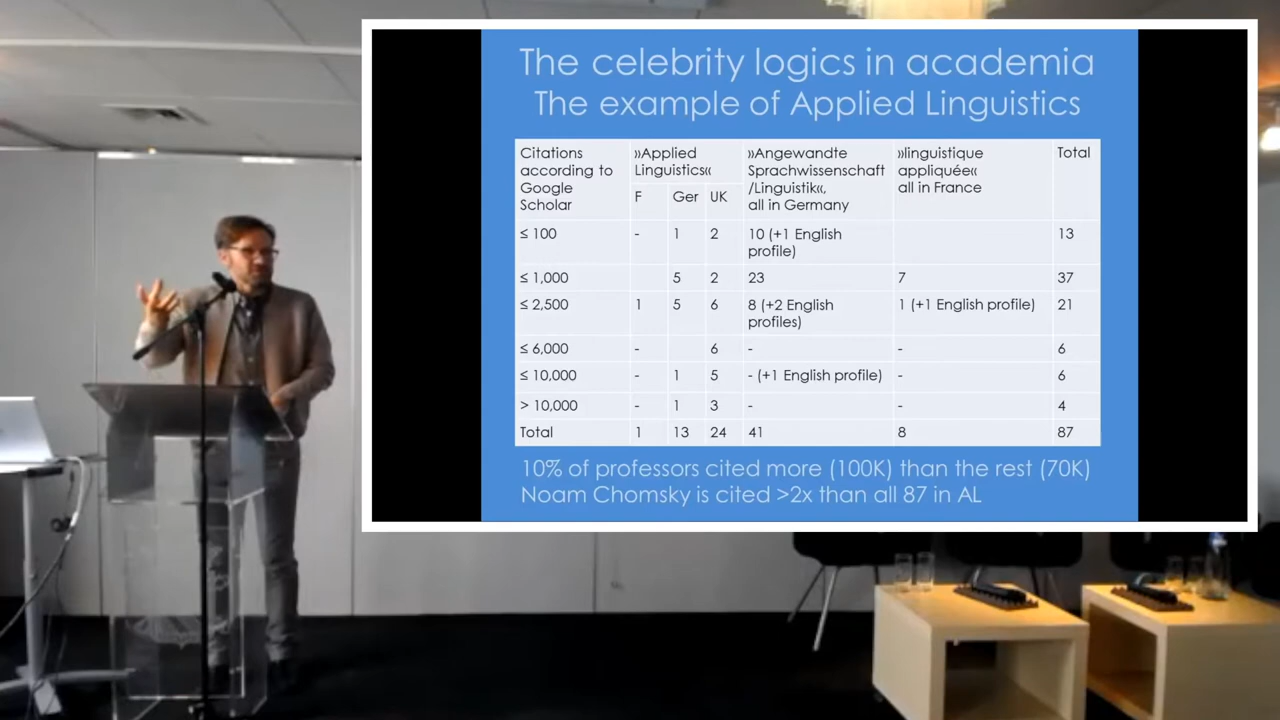 The celebrity logics in academia
The example of Applied Linguistics
Citations according to Google Scholar
»Applied Linguistics«
»Angewandte Sprachwissenschaft /Linguistik«, all in Germany
»linguistique appliquée« all in France
Total
F Ger UK
≤ 100 - 1 2 10 (+1 English profile) 13
≤ 1,000 5 2 23 7 37
≤ 2,500 1 5 6 8 (+2 English profiles) 1 (+1 English profile) 21
≤ 6,000 - 6 - - 6
≤ 10,000 - 1 5 - (+1 English profile) - 6
> 10,000 - 1 3 - - 4
Total 1 13 24 41 8 87
10% of professors cited more (100K) than the rest (70K)
Noam Chomsky is cited >2x than all 87 in AL